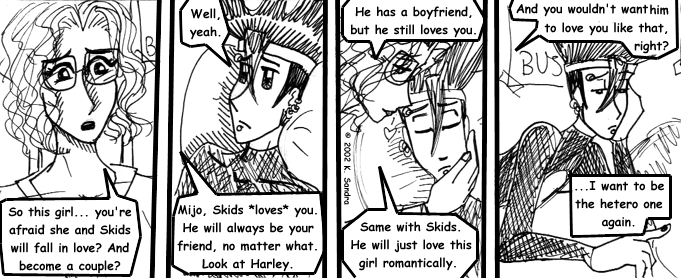 So this girl... you're
afraid she and Skids
will fall in love? And
become a couple?
Well,
yeah.
Mijo, Skids *loves* you.
He will always be your
friend, no matter what.
Look at Harley.
He has a boyfriend,
but he still loves you.
Same with Skids.
He will just love this
girl romantically.
© 2002 K. Sandra
And you wouldn't wanthim
to love you like that,
right?
BUS
...I want to be
the hetero one
again.